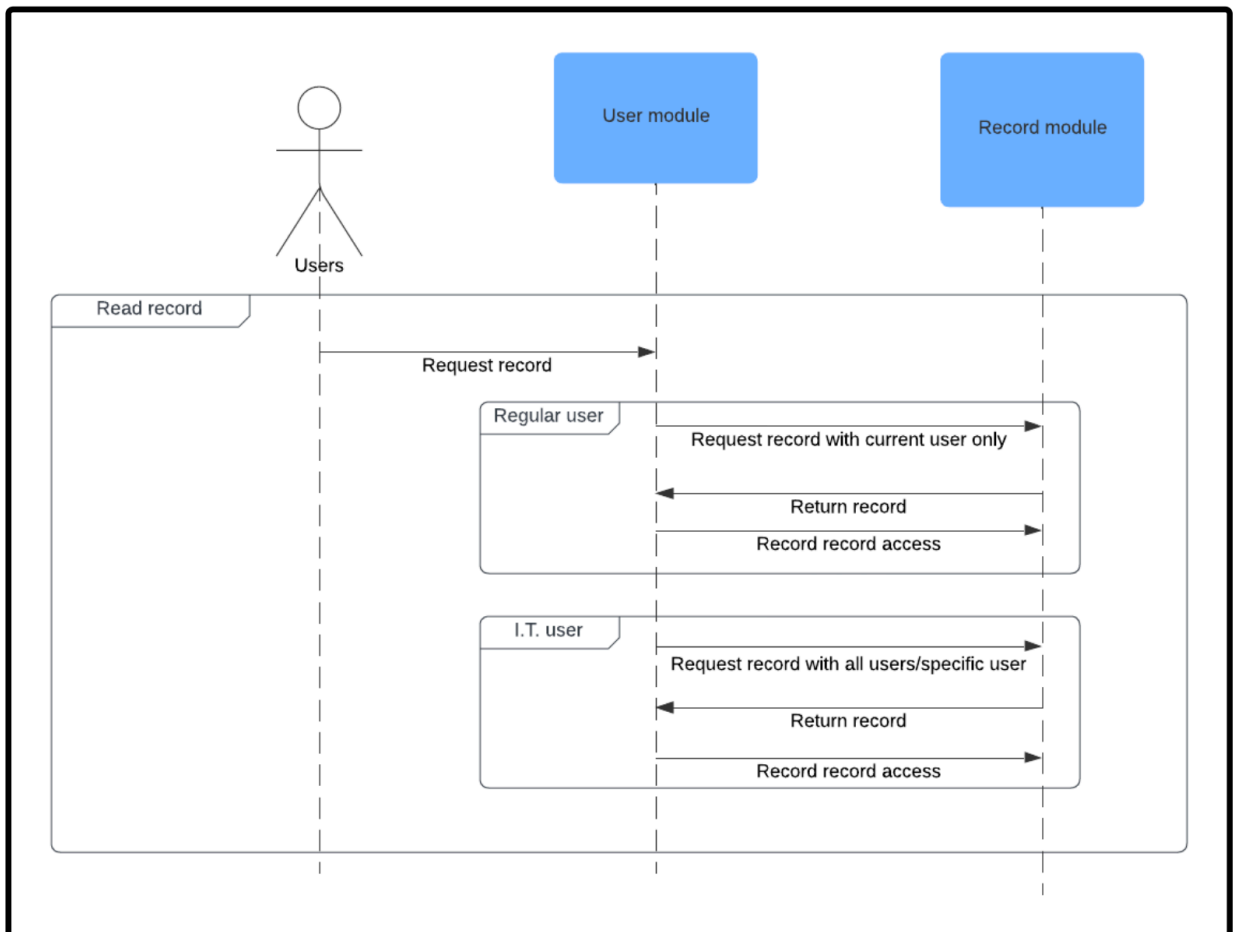 User module
Record module
Users
Read record
Request record
Regular user
Request record with current user only
Return record
Record record access
I.T. user
Request record with all users/specific user
Return record
Record record access